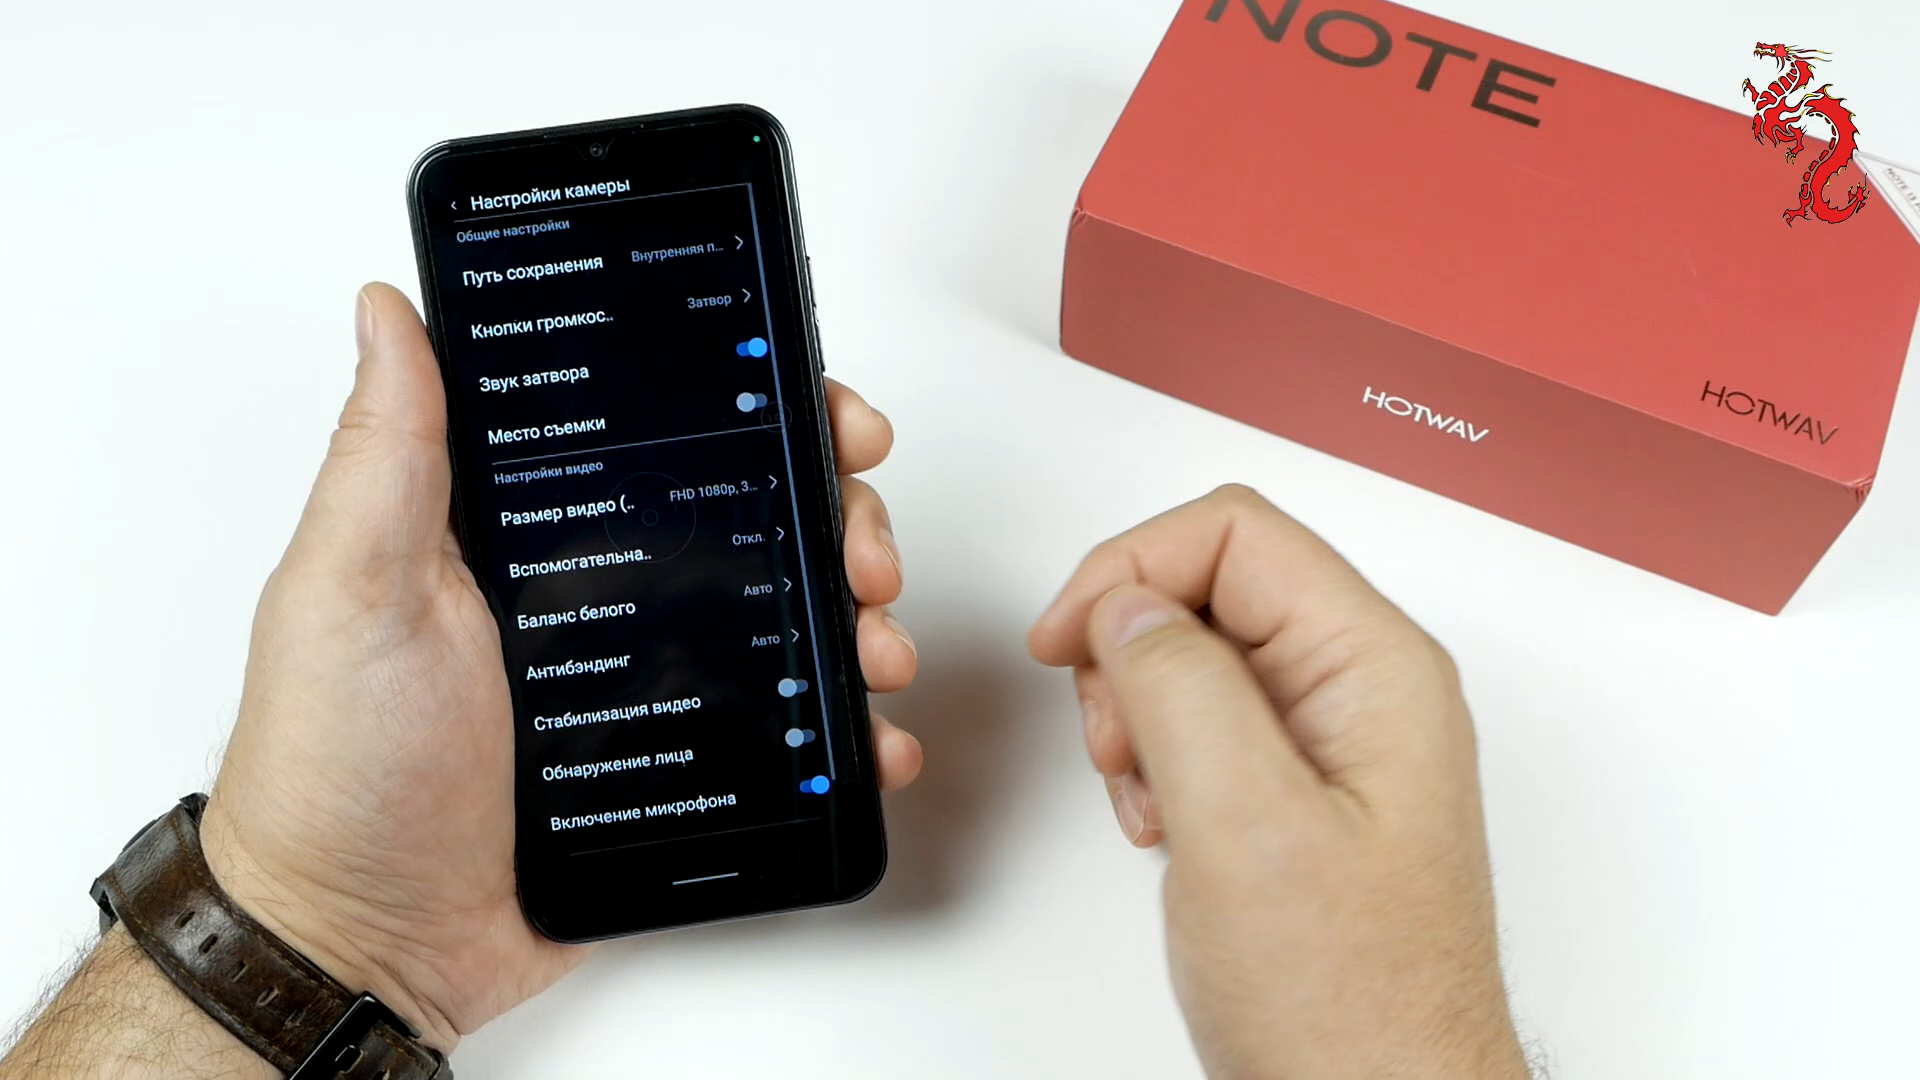 Настройки камеры
Общие настройки
Путь сохранения
Внутренняя п...
Кнопки громкос..
Затвор
Звук затвора
Место съемки
Настройки видео
Размер видео (..
FHD 1080p, 3...
Вспомогательна..
Откл.
Баланс белого
Авто
Антибэндинг
Авто
Стабилизация видео
Обнаружение лица
Включение микрофона
NOTE
HOTWAV
HOTWAV